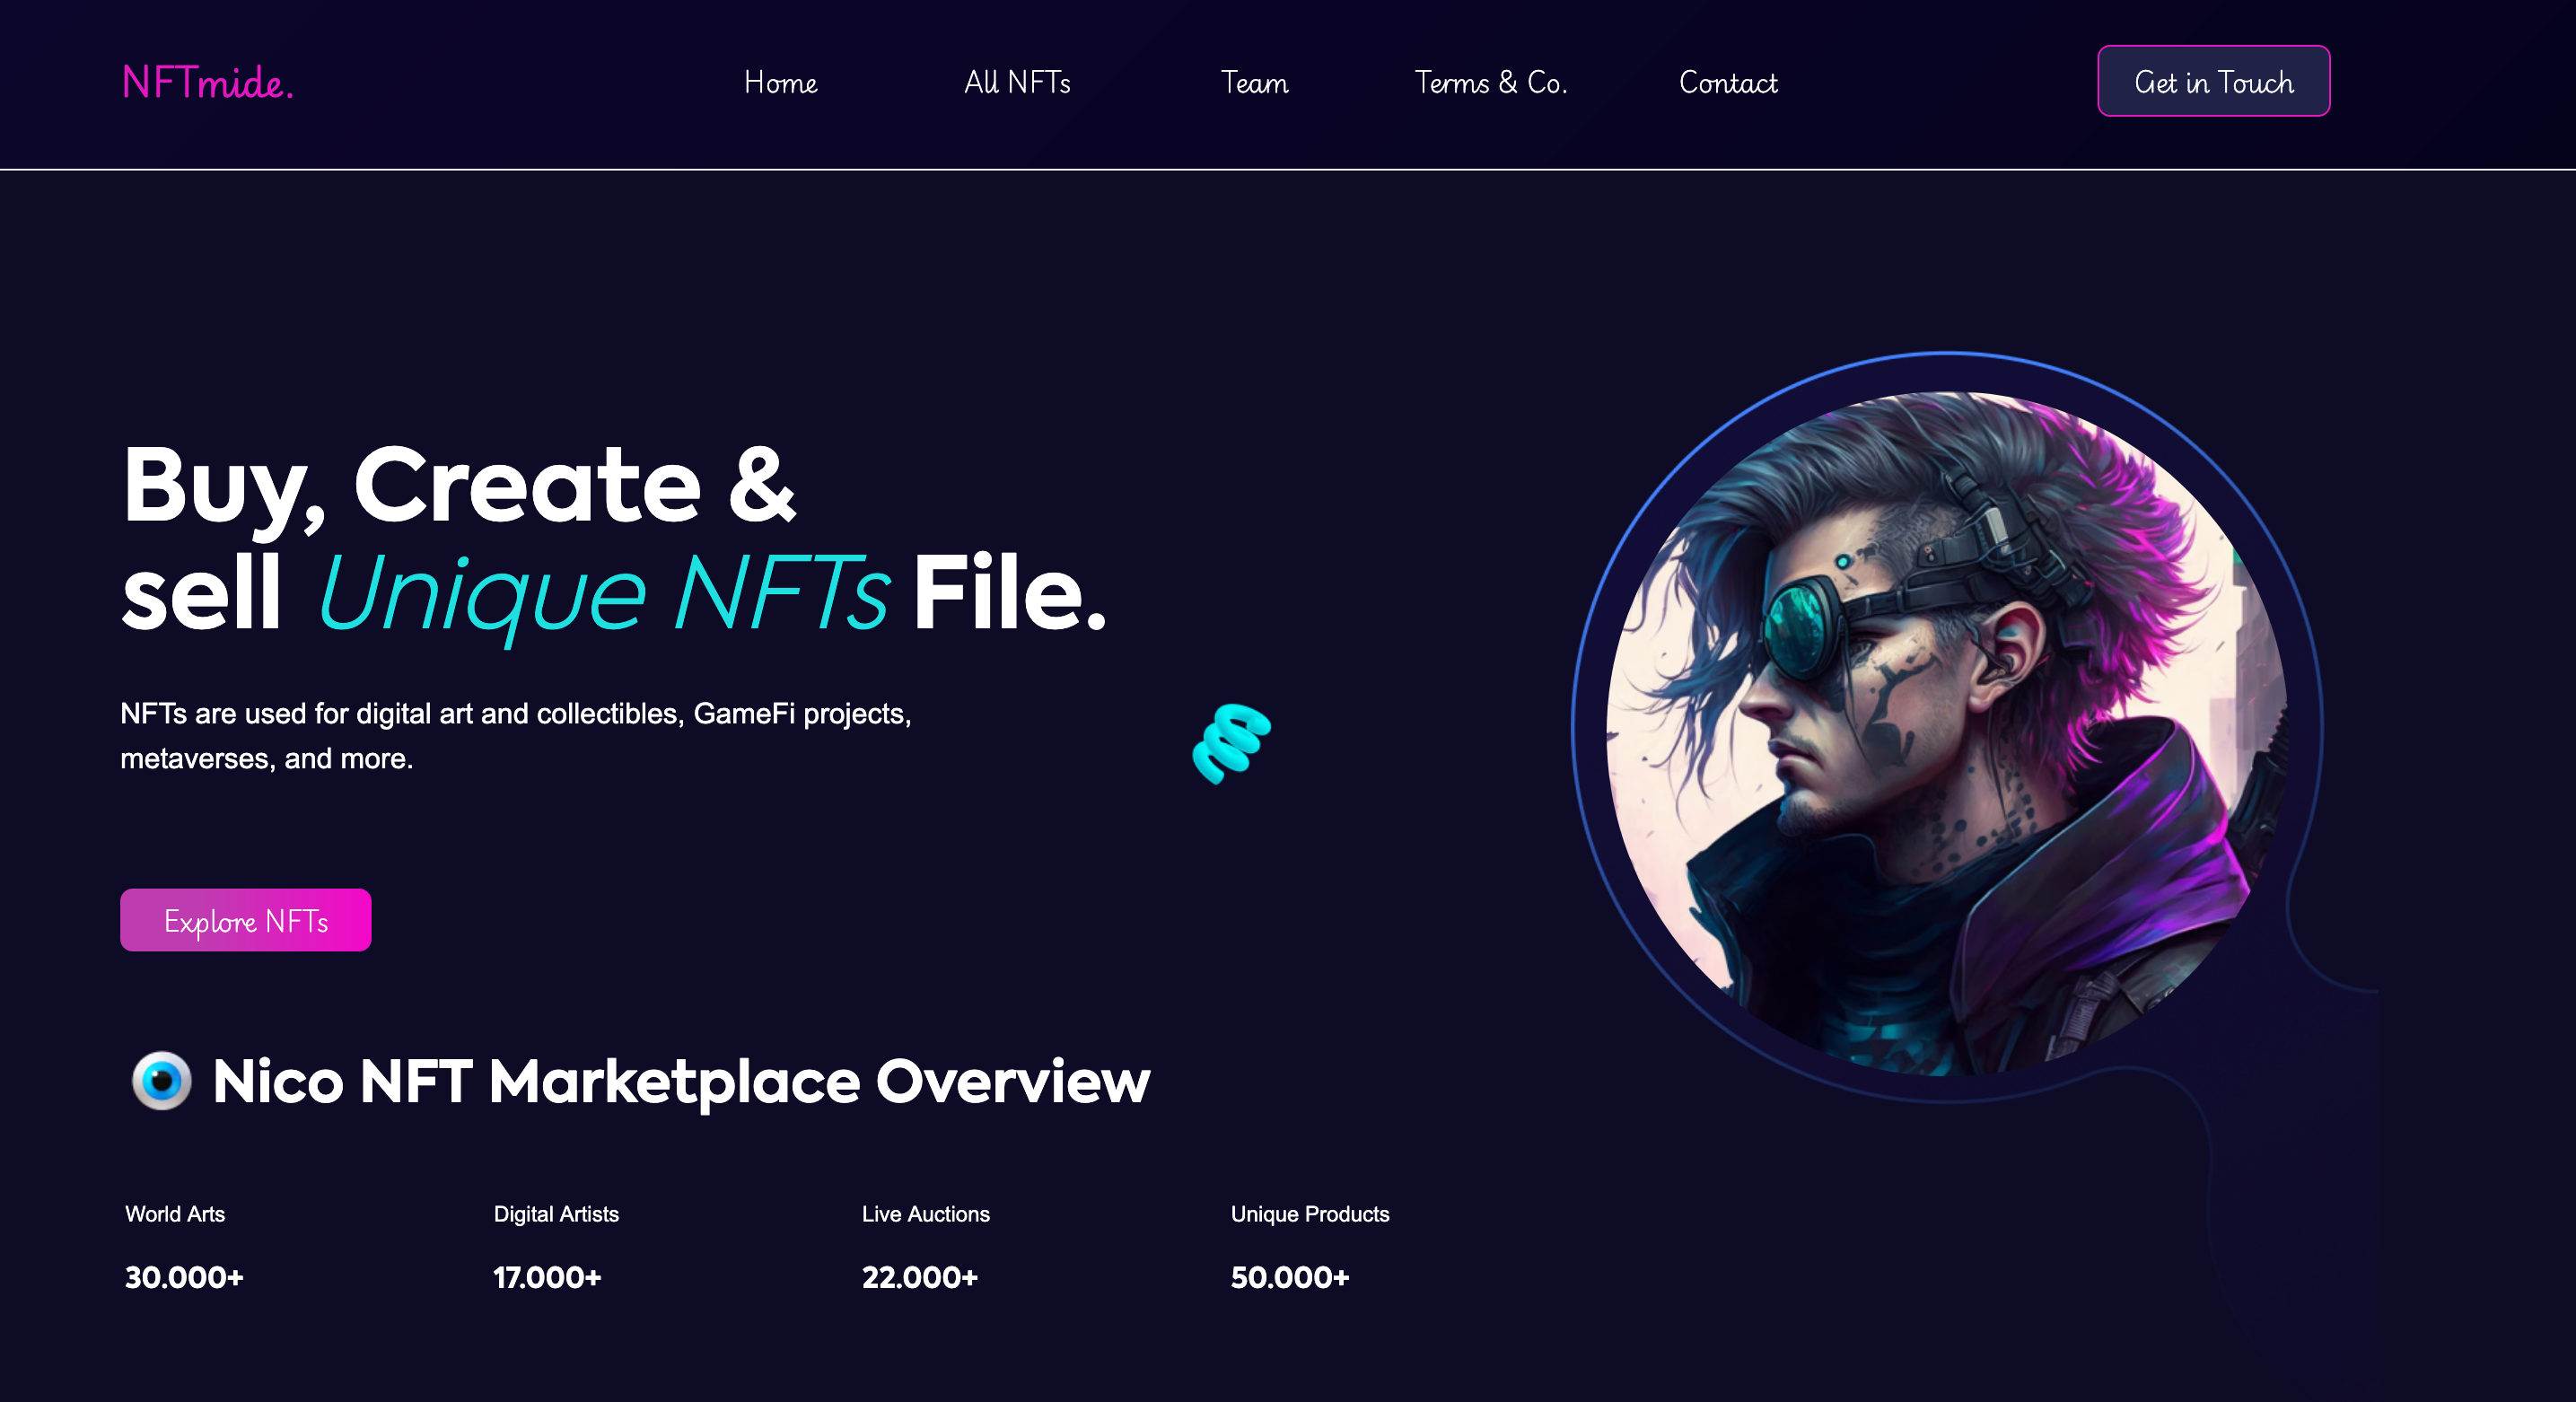 NFTmide.
Home
All NFTs
Team
Terms & Co.
Contact
Get in Touch
Buy, Create &
sell Unique NFTs File.
NFTs are used for digital art and collectibles, GameFi projects,
metaverses, and more.
Explore NFTs
Nico NFT Marketplace Overview
World Arts
30.000+
Digital Artists
17.000+
Live Auctions
22.000+
Unique Products
50.000+